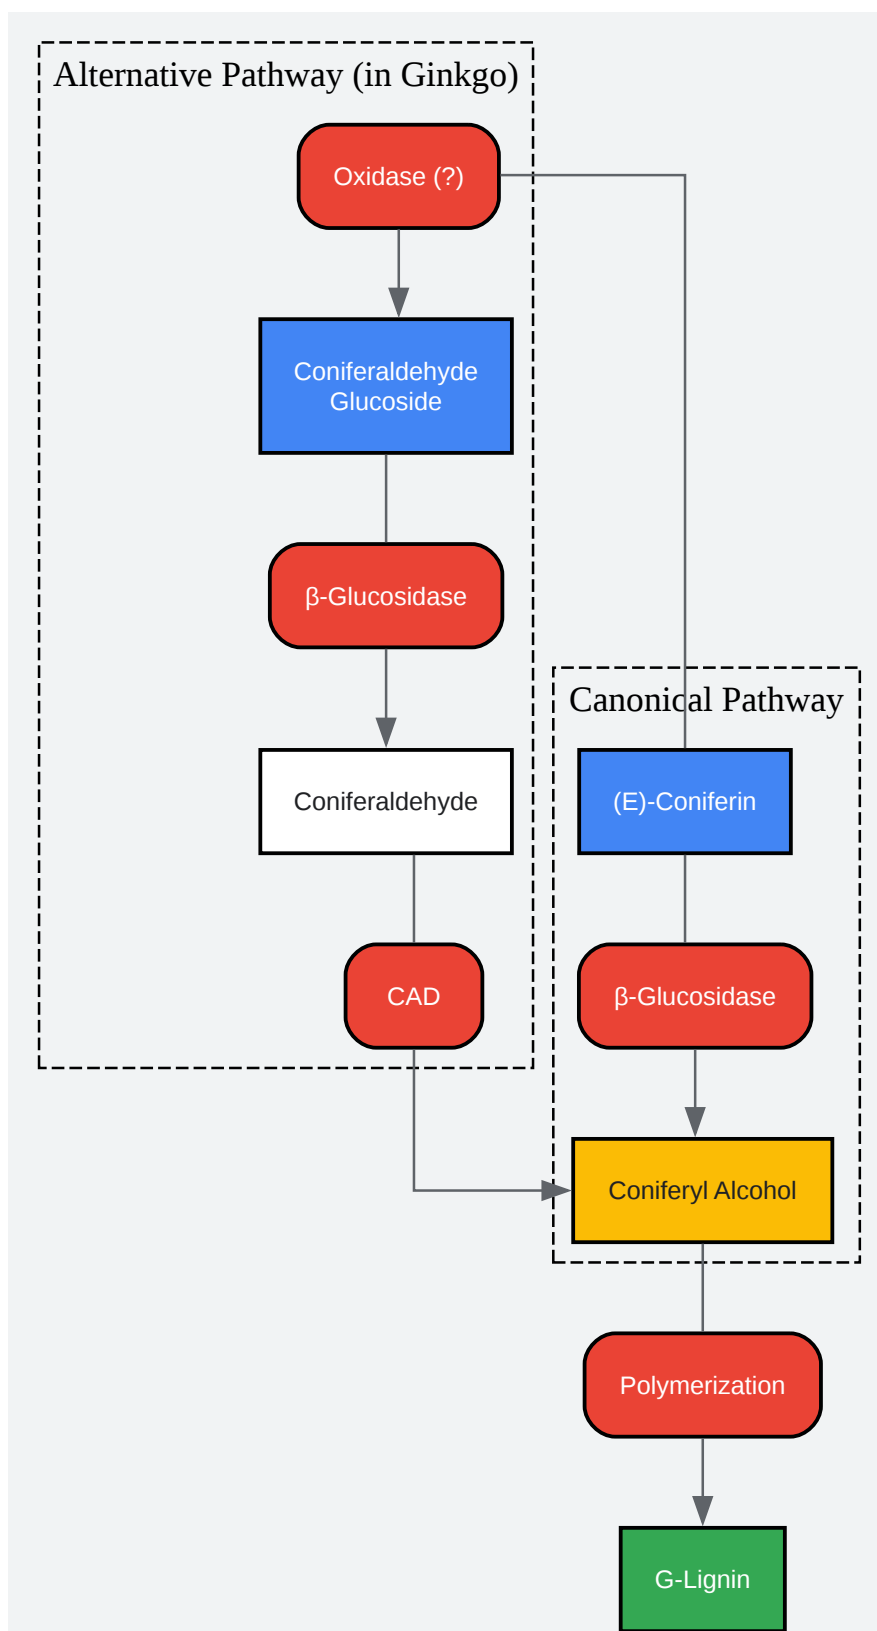 Alternative Pathway (in Ginkgo)
Oxidase (?)
Coniferaldehyde
Glucoside
β-Glucosidase
Coniferaldehyde
CAD
Canonical Pathway
(E)-Coniferin
β-Glucosidase
Coniferyl Alcohol
Polymerization
G-Lignin